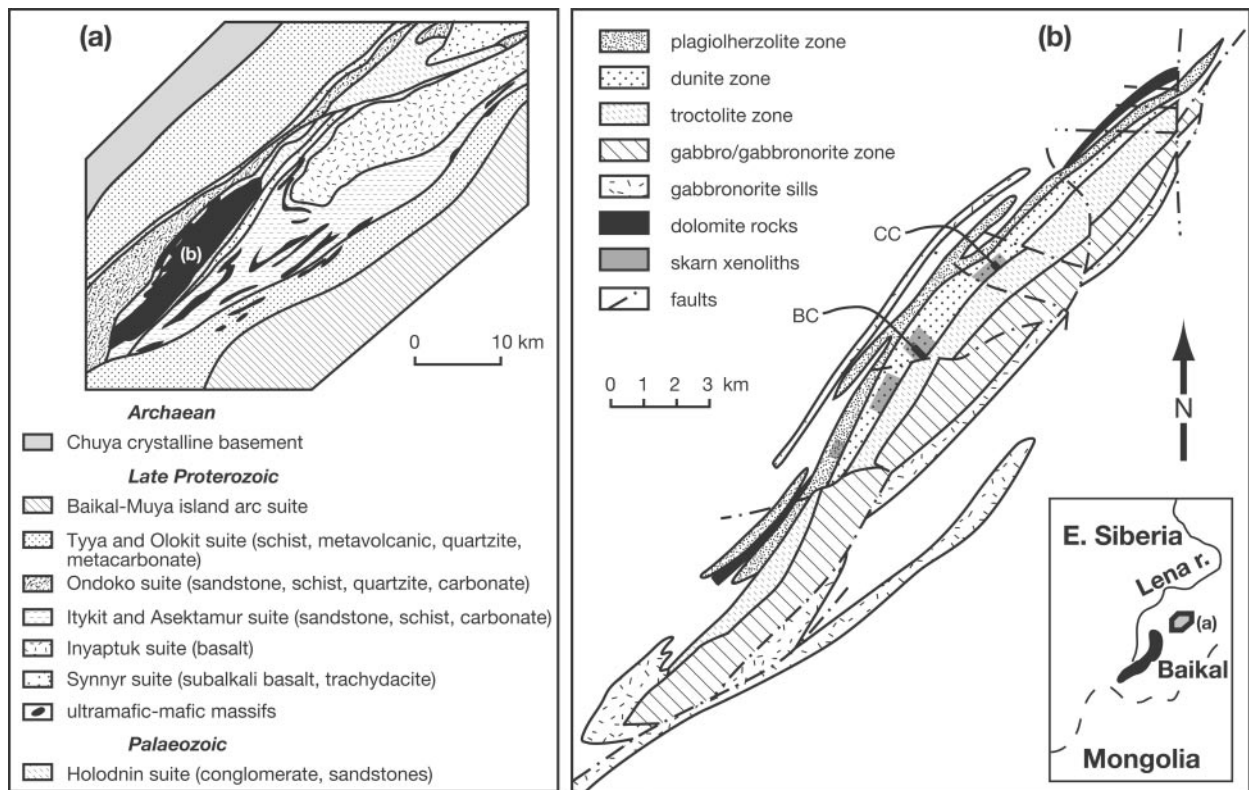 (a)
(b)
0 10 km
Archaean
Chuya crystalline basement
Late Proterozoic
Baikal-Muya island arc suite
Tyya and Olokit suite (schist, metavolcanic, quartzite,
metacarbonate)
Ondoko suite (sandstone, schist, quartzite, carbonate)
Itykit and Asektamur suite (sandstone, schist, carbonate)
Inyaptuk suite (basalt)
Synnyr suite (subalkali basalt, trachydacite)
ultramafic-mafic massifs
Palaeozoic
Holodnin suite (conglomerate, sandstones)
(b)
plagiolherzolite zone
dunite zone
troctolite zone
gabbro/gabbronorite zone
gabbronorite sills
dolomite rocks
skarn xenoliths
faults
CC
BC
0 1 2 3 km
N
E. Siberia
Lena r.
(a)
Baikal
Mongolia